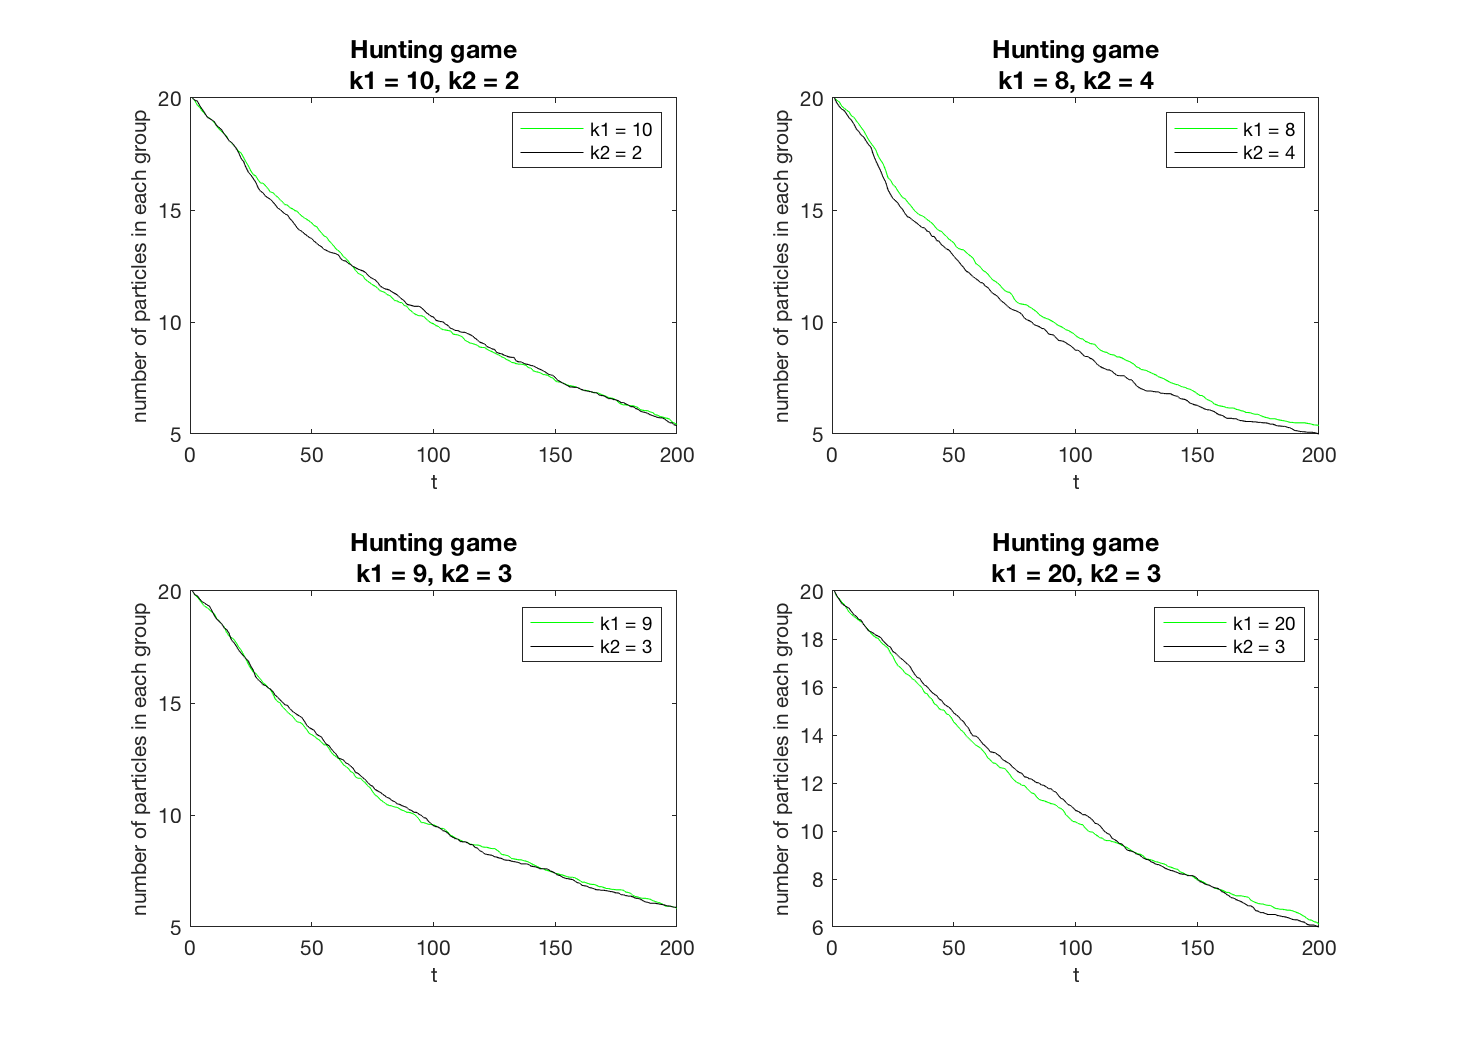 Hunting game
k1 = 10, k2 = 2
20
15
10
5
number of particles in each group
k1 = 10
k2 = 2
0 50 100 150 200
t
Hunting game
k1 = 8, k2 = 4
20
15
10
5
number of particles in each group
k1 = 8
k2 = 4
0 50 100 150 200
t
Hunting game
k1 = 9, k2 = 3
20
15
10
5
number of particles in each group
k1 = 9
k2 = 3
0 50 100 150 200
t
Hunting game
k1 = 20, k2 = 3
20
18
16
14
12
10
8
6
number of particles in each group
k1 = 20
k2 = 3
0 50 100 150 200
t